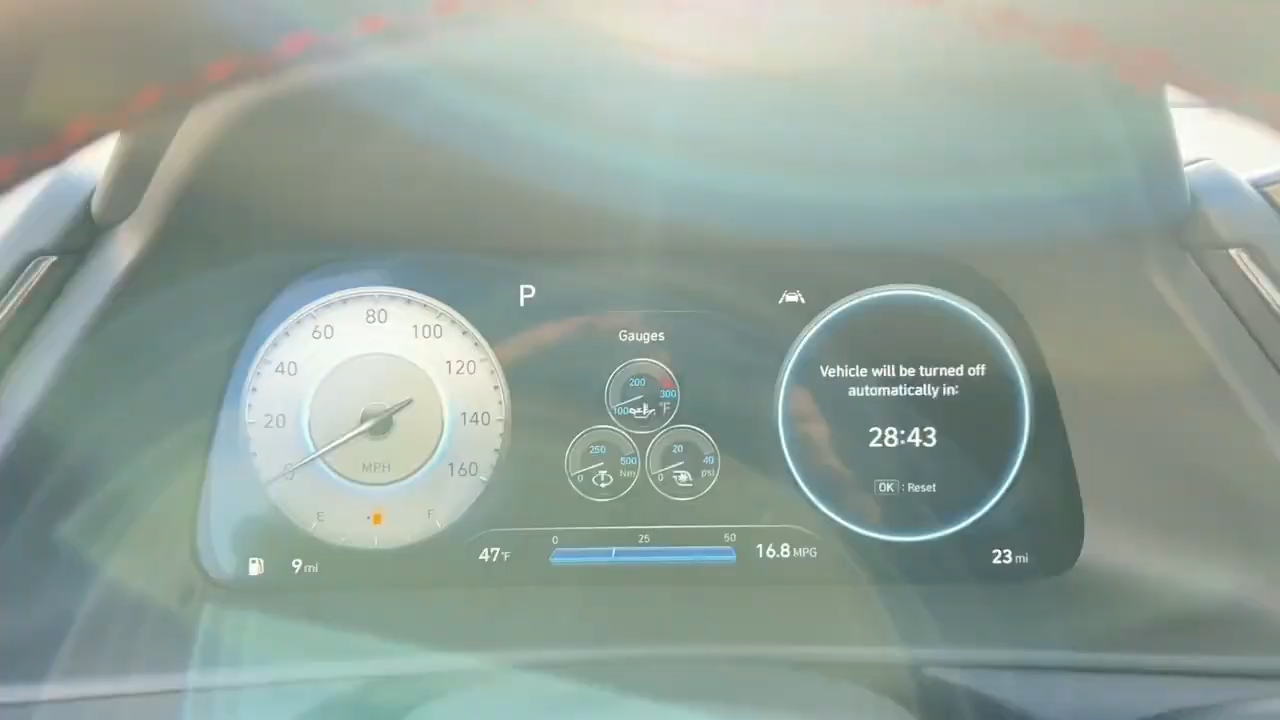 P
Gauges
0
20
40
60
80
100
120
140
160
MPH
E
F
9 mi
100
200
300
°F
0
250
500
Nm
0
20
40
psi
47°F
0
25
50
16.8 MPG
Vehicle will be turned off
automatically in:
28:43
OK : Reset
23 mi